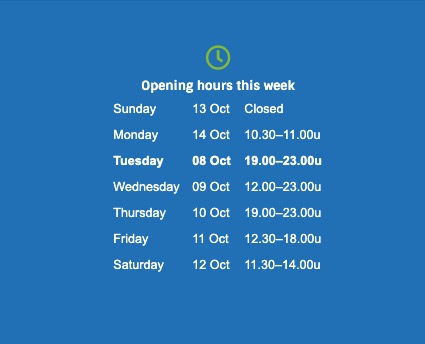 Opening hours this week
Sunday 13 Oct Closed
Monday 14 Oct 10.30–11.00u
Tuesday 08 Oct 19.00–23.00u
Wednesday 09 Oct 12.00–23.00u
Thursday 10 Oct 19.00–23.00u
Friday 11 Oct 12.30–18.00u
Saturday 12 Oct 11.30–14.00u